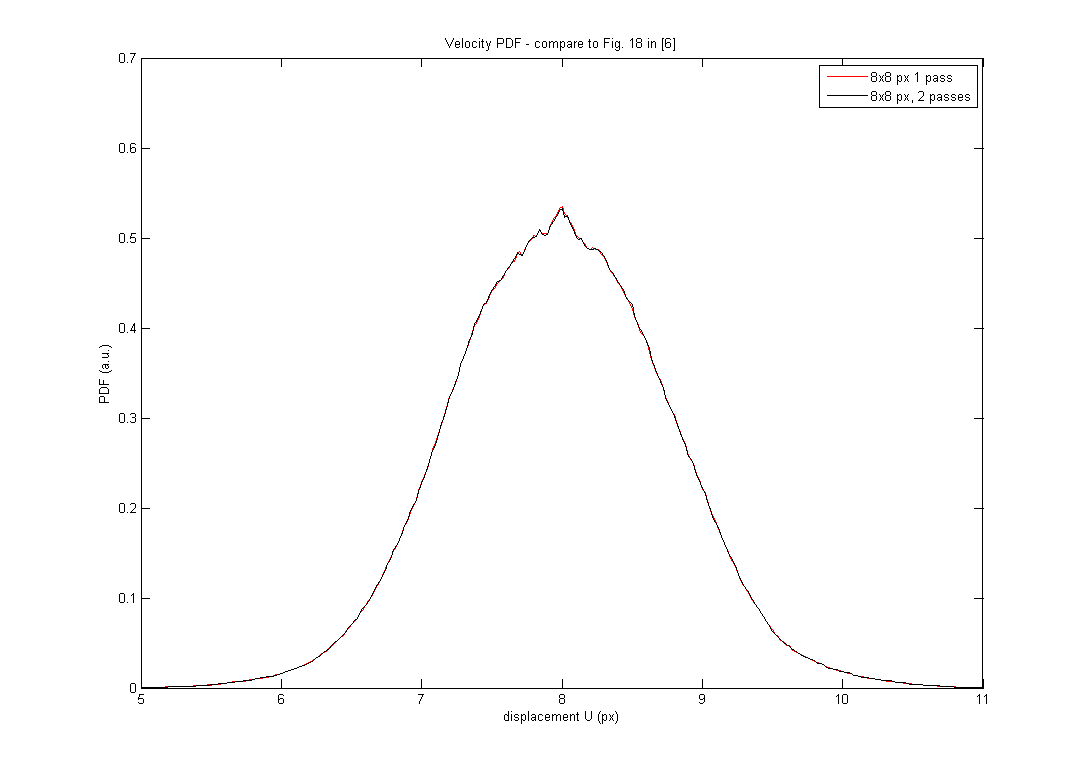 Velocity PDF - compare to Fig. 18 in [6]
8x8 px 1 pass
8x8 px, 2 passes
PDF (a.u.)
0.7
0.6
0.5
0.4
0.3
0.2
0.1
0
5 6 7 8 9 10 11
displacement U (px)